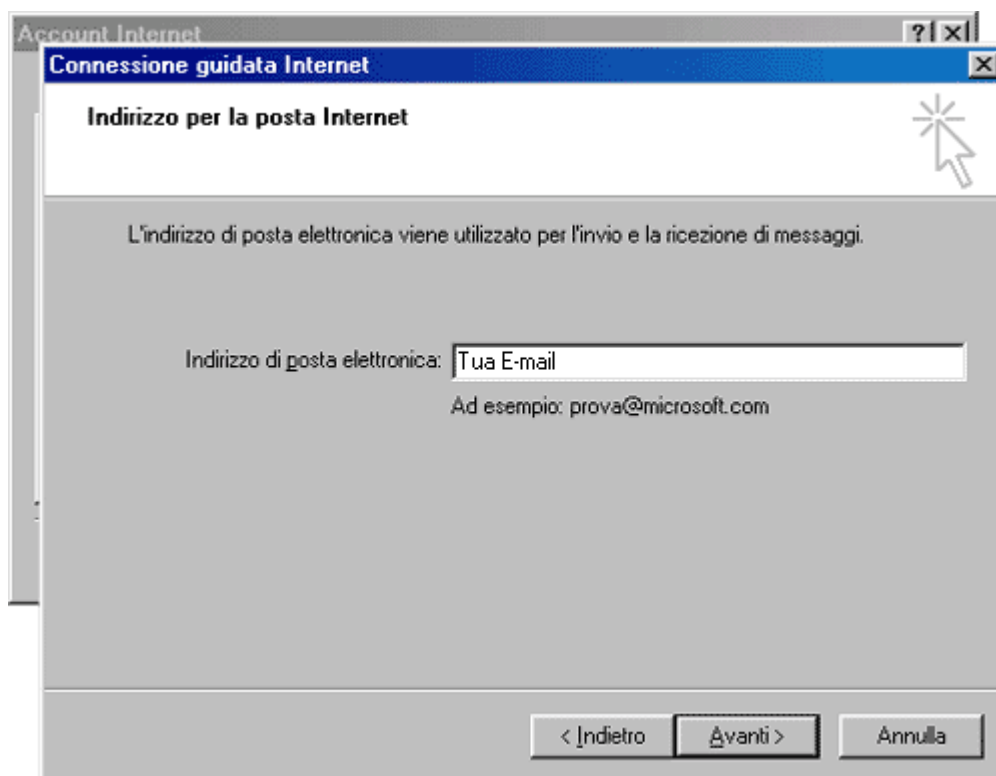 Account Internet
Connessione guidata Internet
Indirizzo per la posta Internet
L'indirizzo di posta elettronica viene utilizzato per l'invio e la ricezione di messaggi.
Indirizzo di posta elettronica: Tua E-mail
Ad esempio: prova@microsoft.com
< Indietro Avanti > Annulla